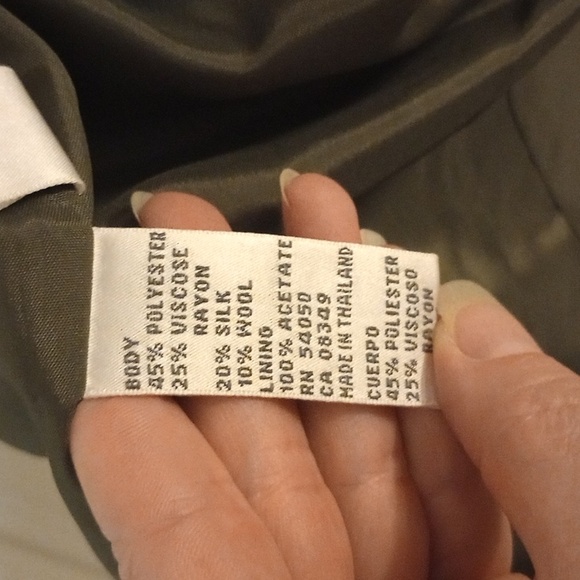 BODY
45% POLYESTER
25% VISCOSE
RAYON
20% SILK
10% WOOL
LINING
100% ACETATE
RN 54050
CA 08349
MADE IN THAILAND
CUERPO
45% POLIESTER
25% VISCOSO
RAYON